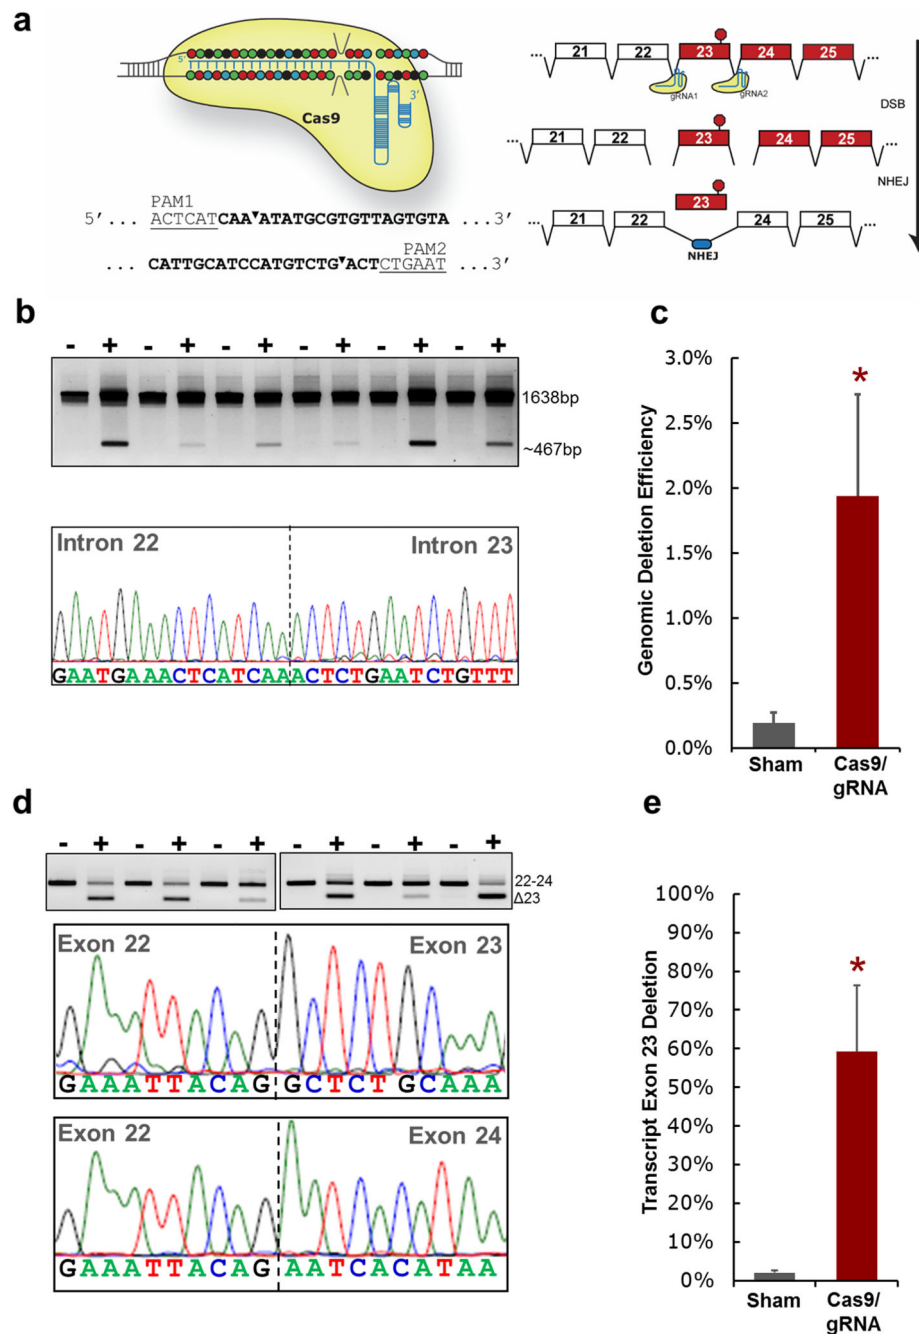 a
5'
3'
Cas9
PAM1
5' ... ACTCATCAA▾ATATGCGTGTTAGTGTA ...3'
PAM2
... CATTGCATCCATGTCTG▾ACTCTGAAT ...3'
... 21 22 23 24 25 ...
gRNA1 gRNA2
DSB
... 21 22 23 24 25 ...
NHEJ
23
... 21 22 24 25 ...
NHEJ
b
- + - + - + - + - + - +
1638bp
~467bp
Intron 22 Intron 23
GAATGAAACTCATCAAACTCTGAATCTGTTT
c
Genomic Deletion Efficiency
3.0%
2.5%
2.0%
1.5%
1.0%
0.5%
0.0%
*
Sham Cas9/
gRNA
d
- + - + - + - + - + - +
22-24
Δ23
Exon 22 Exon 23
GAAATTACAG GCTCTGCAAA
Exon 22 Exon 24
GAAATTACAG AATCACATAA
e
Transcript Exon 23 Deletion
100%
90%
80%
70%
60%
50%
40%
30%
20%
10%
0%
*
Sham Cas9/
gRNA